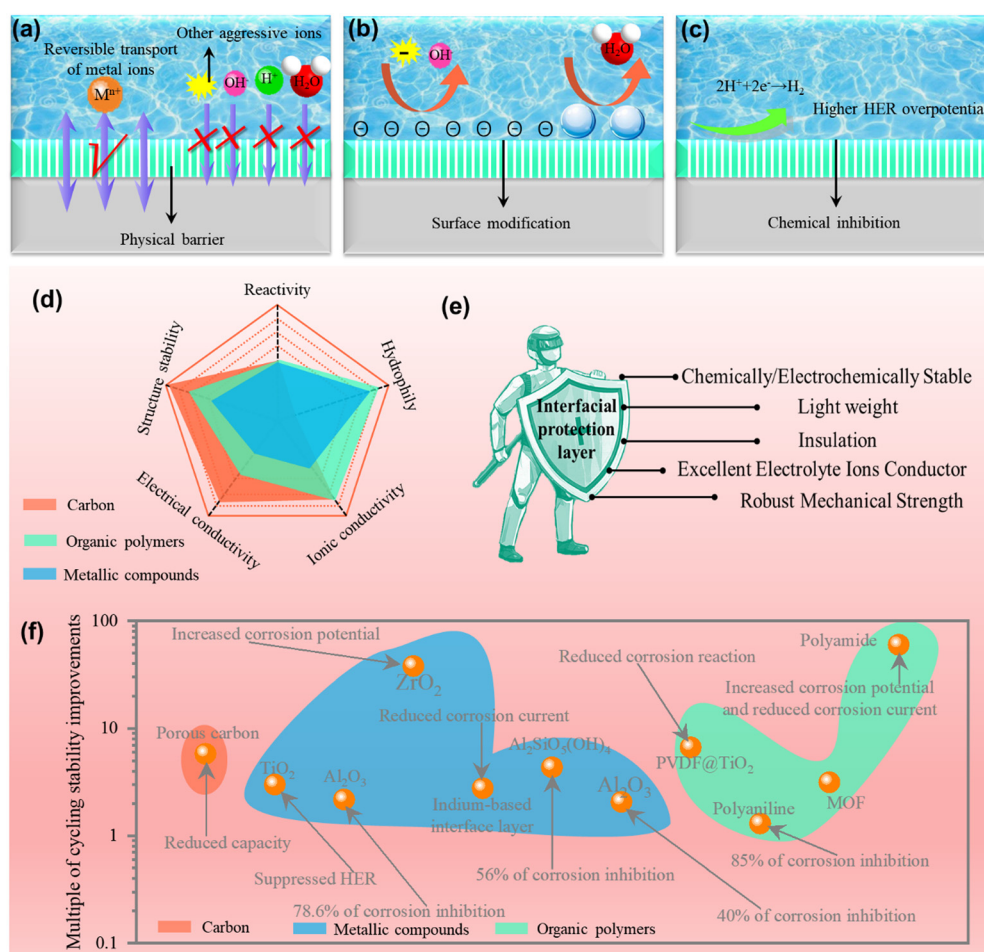 (a)
Other aggressive ions
Reversible transport
of metal ions
Mⁿ⁺
OH⁻
H⁺
H₂O
Physical barrier
(b)
-
OH⁻
H₂O
⊖ ⊖ ⊖ ⊖ ⊖ ⊖ ⊖
Surface modification
(c)
2H⁺+2e⁻→H₂
Higher HER overpotential
Chemical inhibition
(d)
Reactivity
Hydrophily
Ionic conductivity
Electrical conductivity
Structure stability
Carbon
Organic polymers
Metallic compounds
(e)
Interfacial
protection
layer
Chemically/Electrochemically Stable
Light weight
Insulation
Excellent Electrolyte Ions Conductor
Robust Mechanical Strength
(f)
Multiple of cycling stability improvements
100
10
1
0.1
Increased corrosion potential
ZrO₂
Porous carbon
Reduced capacity
TiO₂
Suppressed HER
Al₂O₃
78.6% of corrosion inhibition
Reduced corrosion current
Indium-based
interface layer
Al₂SiO₅(OH)₄
56% of corrosion inhibition
Al₂O₃
40% of corrosion inhibition
Reduced corrosion reaction
PVDF@TiO₂
Polyaniline
85% of corrosion inhibition
MOF
Polyamide
Increased corrosion potential
and reduced corrosion current
Carbon
Metallic compounds
Organic polymers